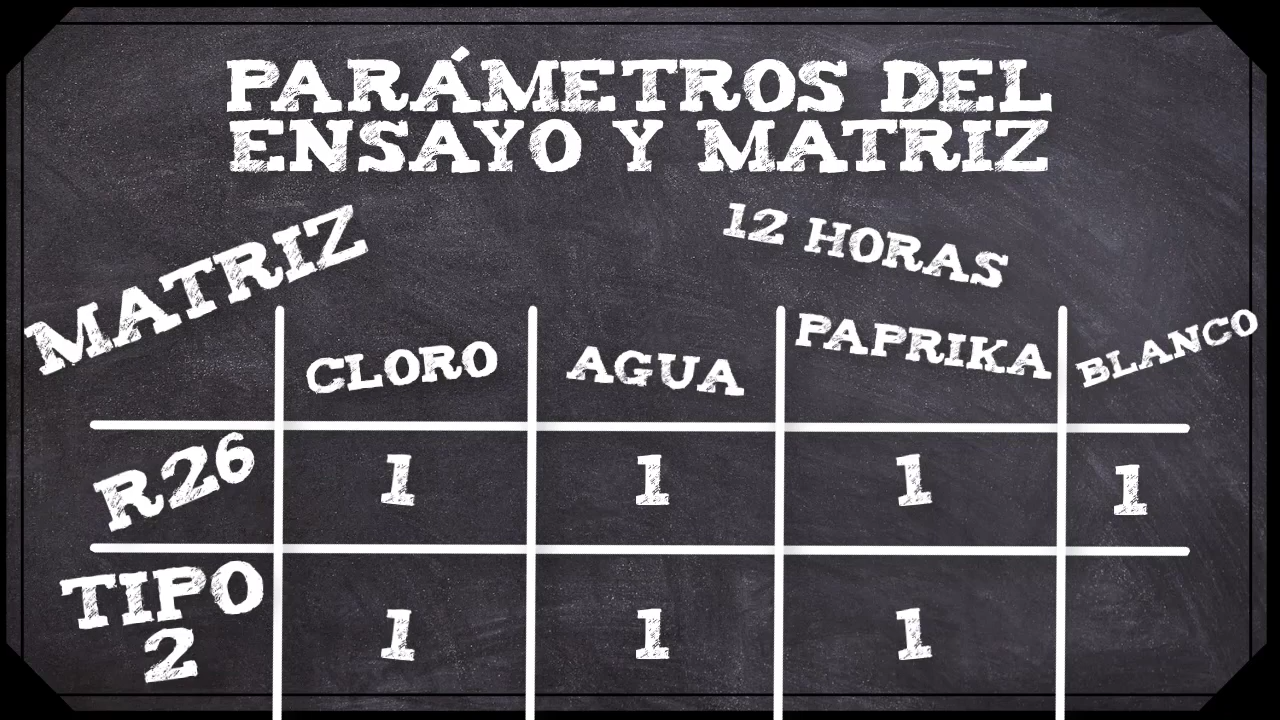 PARÁMETROS DEL
ENSAYO Y MATRIZ
MATRIZ
12 HORAS
CLORO AGUA PAPRIKA BLANCO
R26 1 1 1 1
TIPO
2 1 1 1